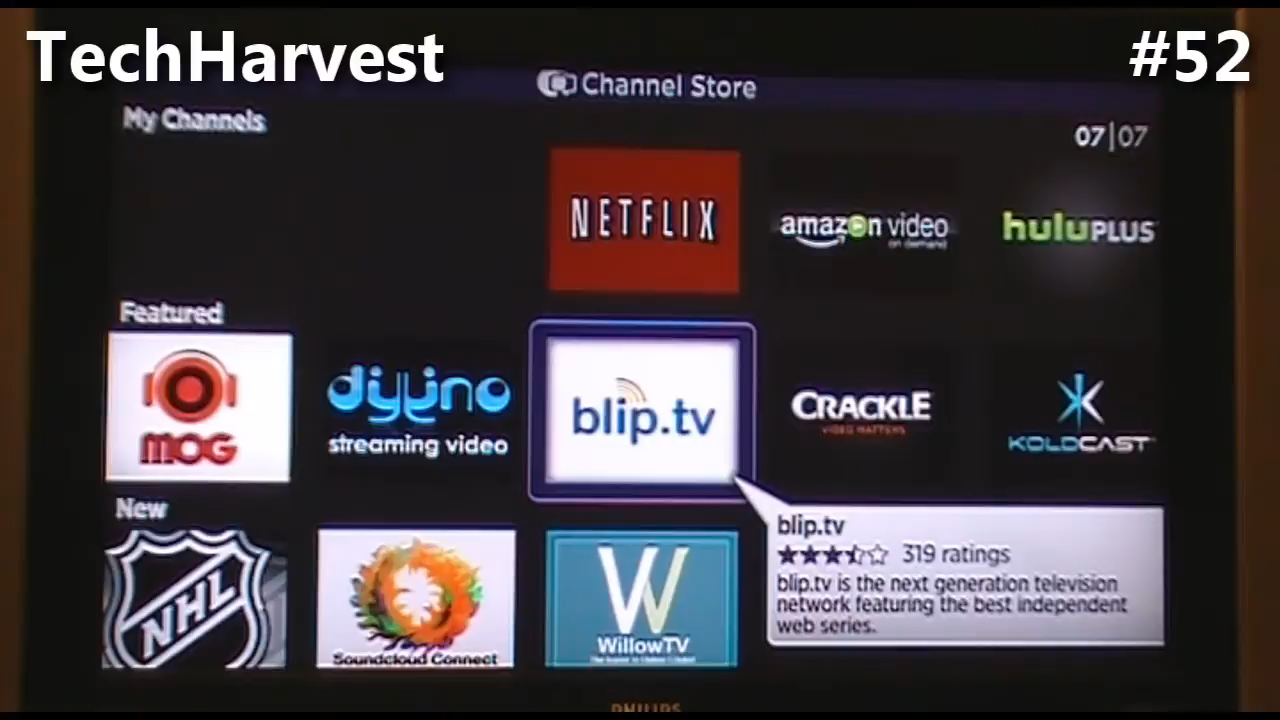 TechHarvest
#52
Channel Store
My Channels
07|07
NETFLIX
amazon video
on demand
huluPLUS
Featured
MOG
dijjino
streaming video
blip.tv
CRACKLE
VIDEO MATTERS
KOLDCAST
New
NHL
Soundcloud Connect
W
WillowTV
blip.tv
319 ratings
blip.tv is the next generation television
network featuring the best independent
web series.
PHILIPS